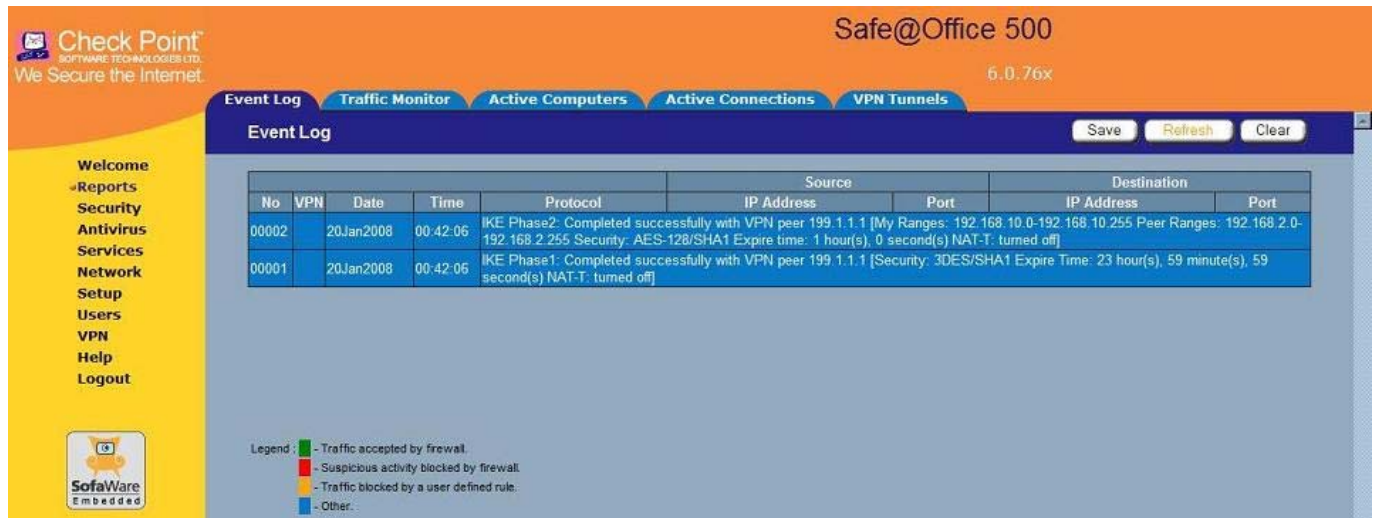 Check Point™
SOFTWARE TECHNOLOGIES LTD.
We Secure the Internet.
Safe@Office 500
6.0.76x
Event Log Traffic Monitor Active Computers Active Connections VPN Tunnels
Event Log Save Refresh Clear
Welcome
Reports
Security
Antivirus
Services
Network
Setup
Users
VPN
Help
Logout
Source Destination
No VPN Date Time Protocol IP Address Port IP Address Port
00002 20Jan2008 00:42:06 IKE Phase2: Completed successfully with VPN peer 199.1.1.1 [My Ranges: 192.168.10.0-192.168.10.255 Peer Ranges: 192.168.2.0-
192.168.2.255 Security: AES-128/SHA1 Expire time: 1 hour(s), 0 second(s) NAT-T: turned off]
00001 20Jan2008 00:42:06 IKE Phase1: Completed successfully with VPN peer 199.1.1.1 [Security: 3DES/SHA1 Expire Time: 23 hour(s), 59 minute(s), 59
second(s) NAT-T: turned off]
Legend : - Traffic accepted by firewall.
- Suspicious activity blocked by firewall.
- Traffic blocked by a user defined rule.
- Other.
SofaWare
Embedded